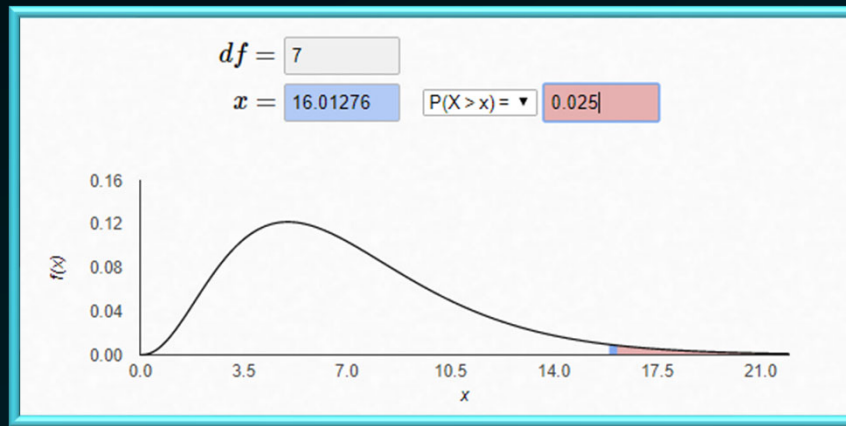 df = 7
x = 16.01276 P(X > x) = ▼ 0.025
0.16
0.12
0.08
0.04
0.00
f(x)
0.0 3.5 7.0 10.5 14.0 17.5 21.0
x